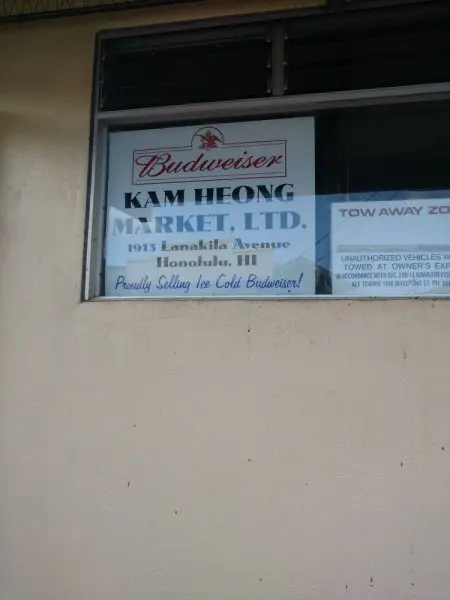 Budweiser
KAM HEONG
MARKET, LTD.
1913 Lanakila Avenue
Honolulu, HI
Proudly Selling Ice Cold Budweiser!
TOW AWAY ZO
UNAUTHORIZED VEHICLES W
TOWED AT OWNER'S EXP